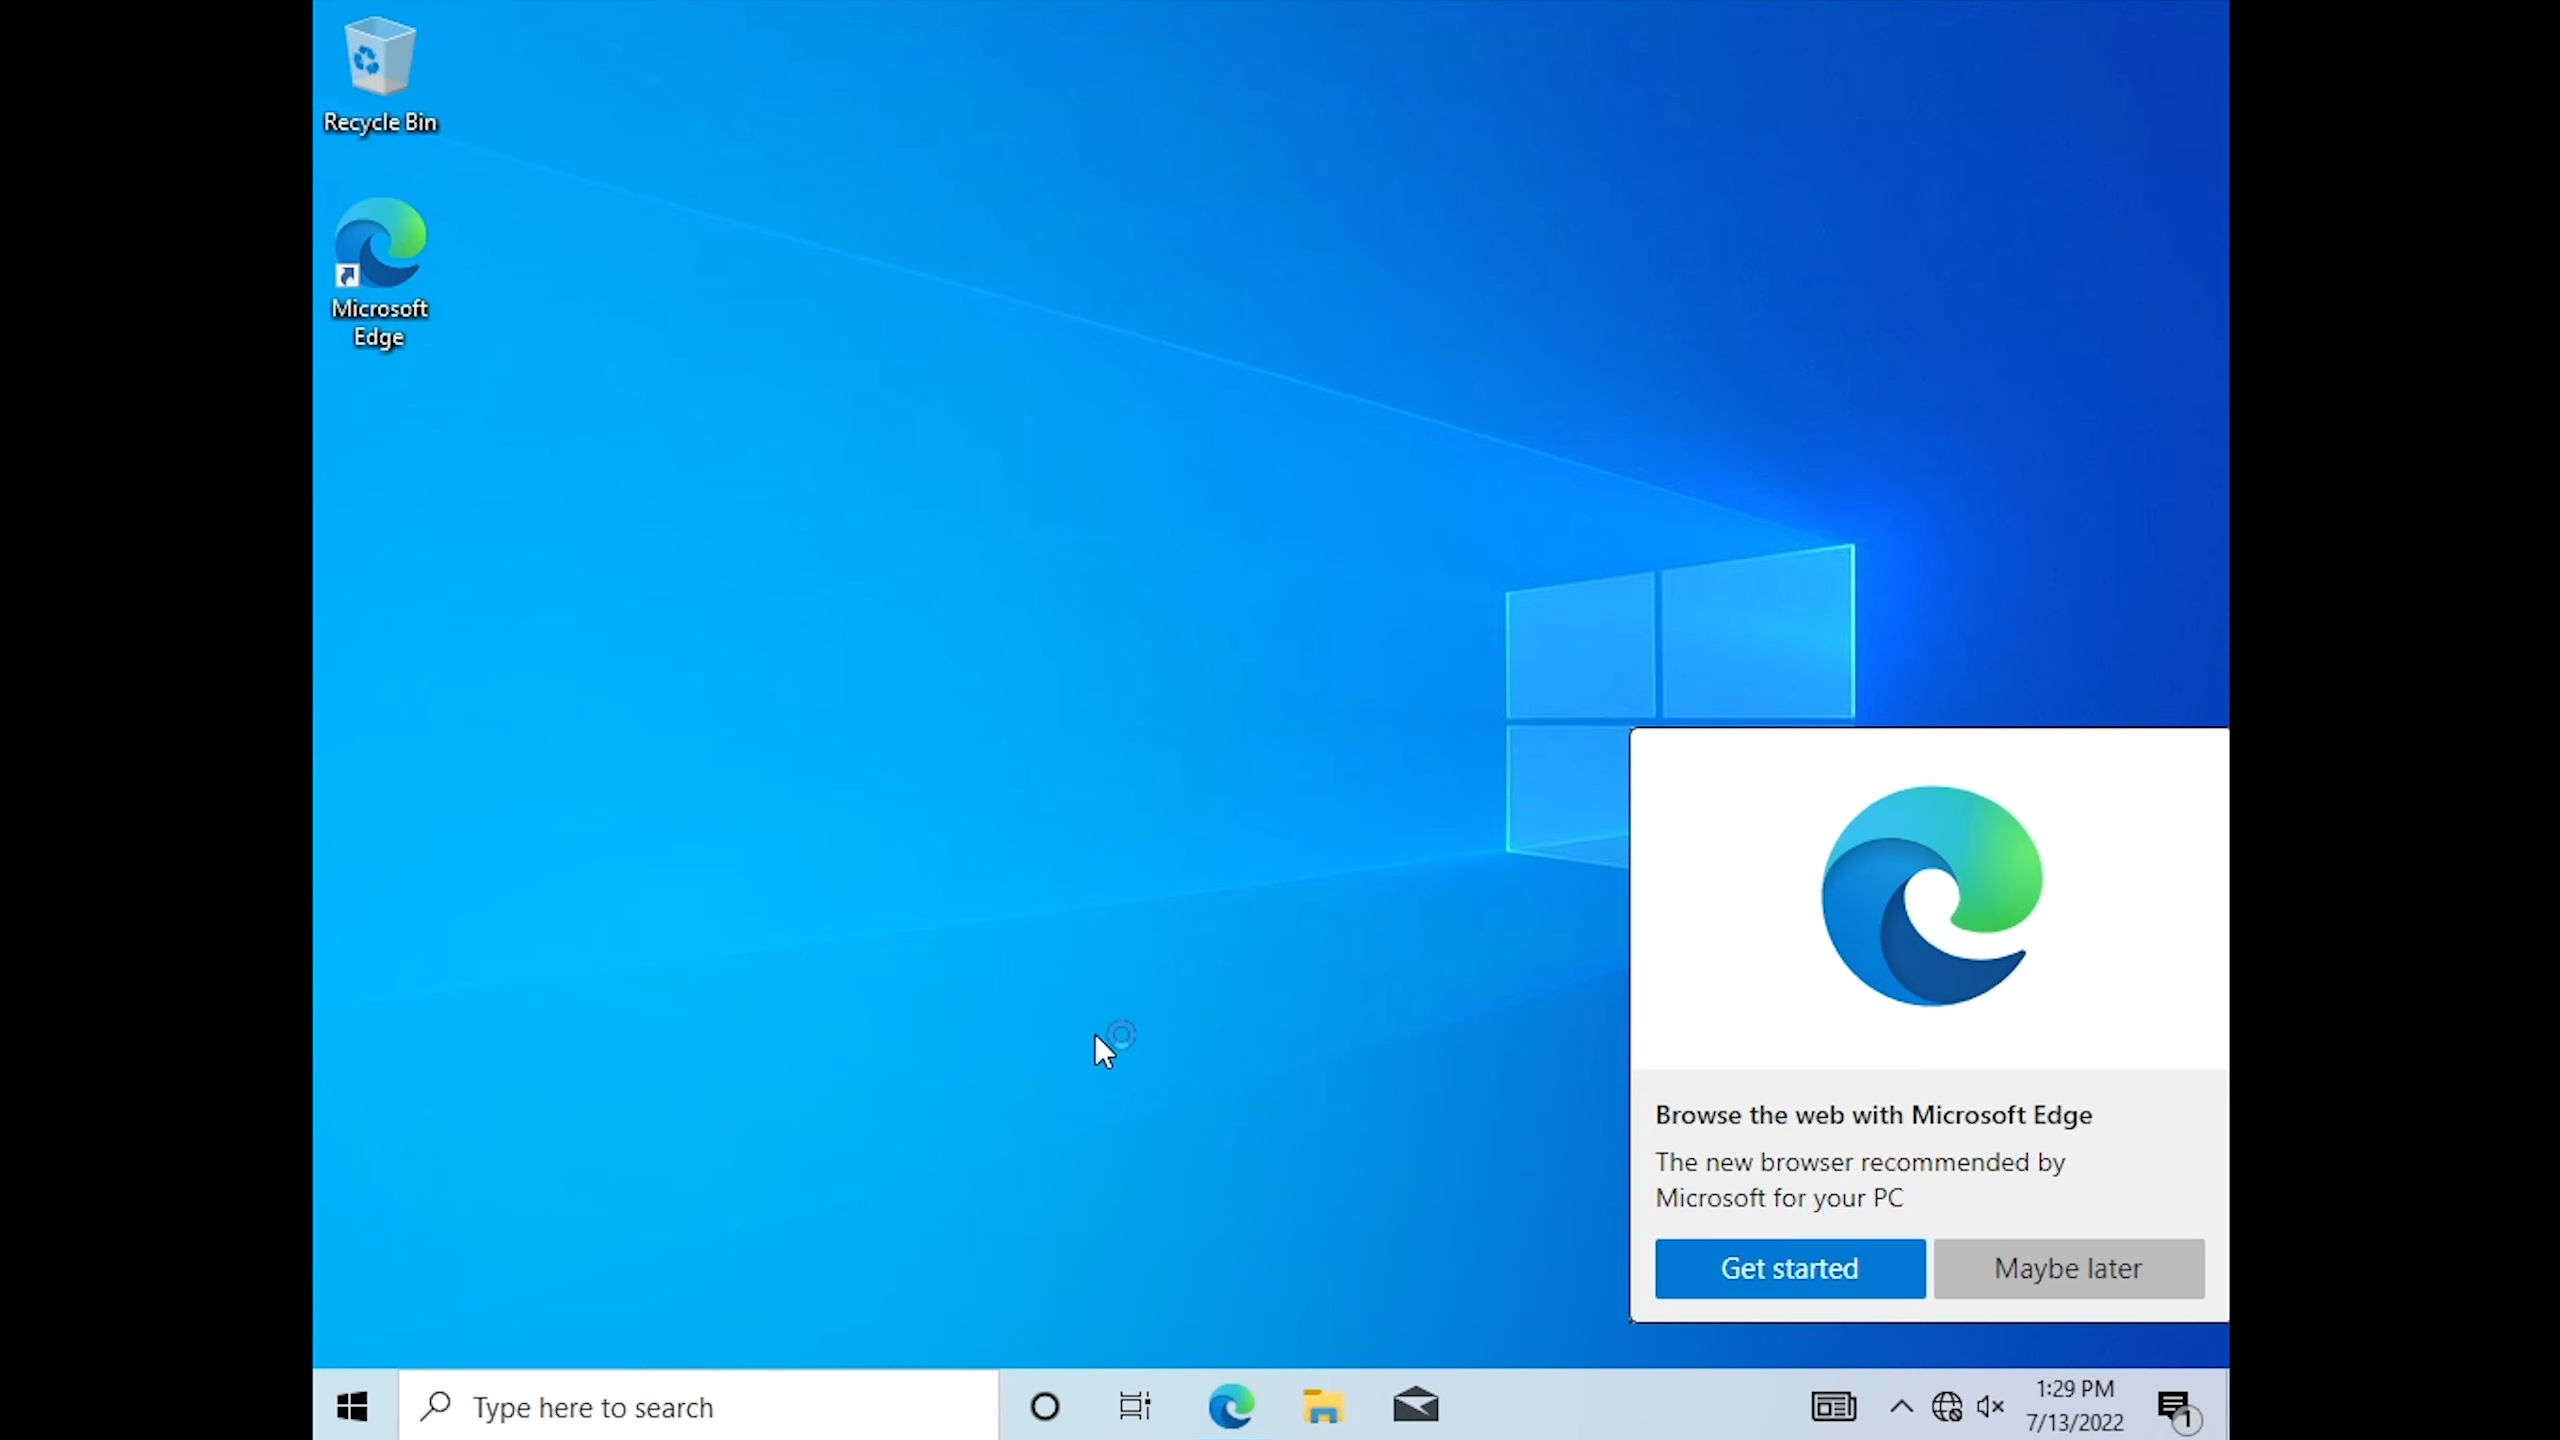 Recycle Bin
Microsoft
Edge
Browse the web with Microsoft Edge
The new browser recommended by
Microsoft for your PC
Get started
Maybe later
Type here to search
1:29 PM
7/13/2022
1